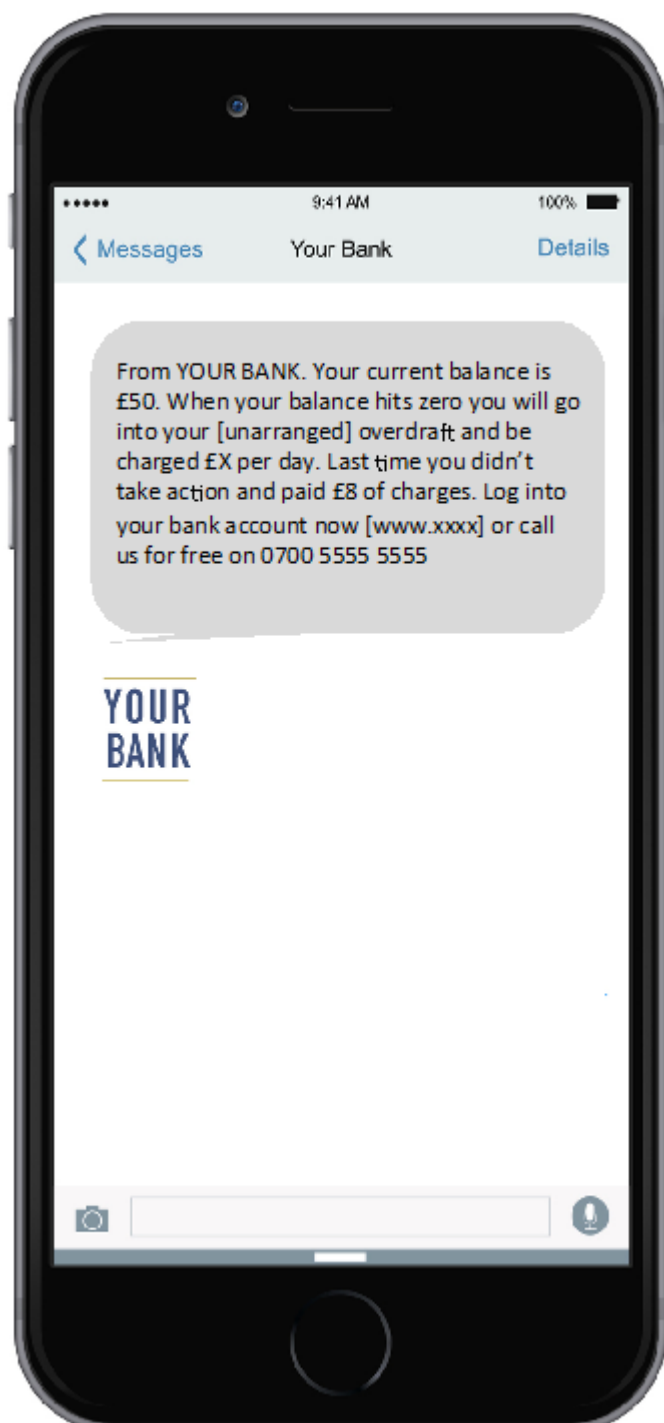 9:41 AM 100%
Messages Your Bank Details
From YOUR BANK. Your current balance is
£50. When your balance hits zero you will go
into your [unarranged] overdraft and be
charged £X per day. Last time you didn't
take action and paid £8 of charges. Log into
your bank account now [www.xxxx] or call
us for free on 0700 5555 5555
YOUR
BANK